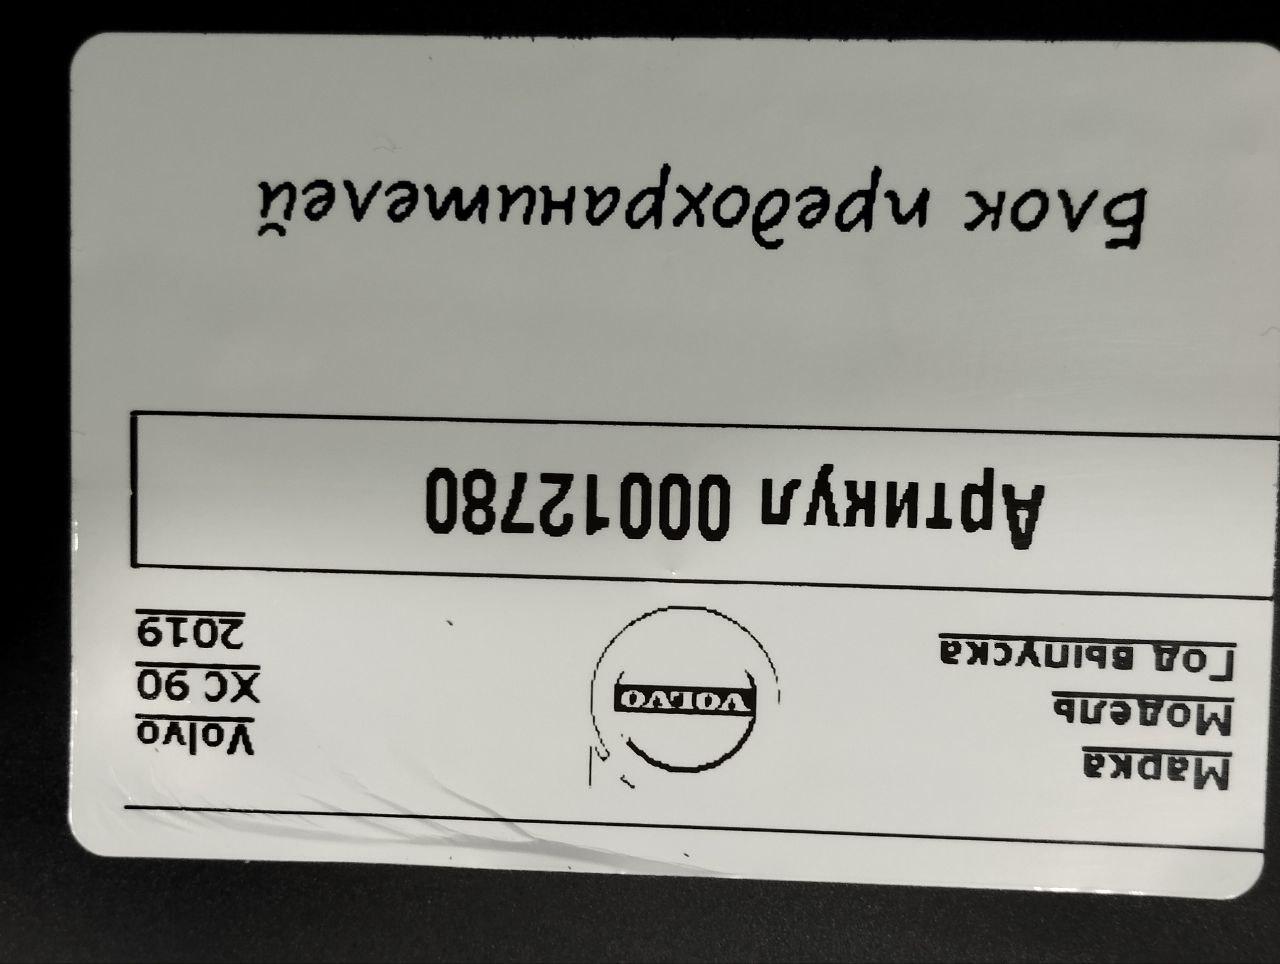 Марка Volvo
Модель XC 90
Год выпуска 2019
VOLVO
Артикул 00012780
Блок предохранителей